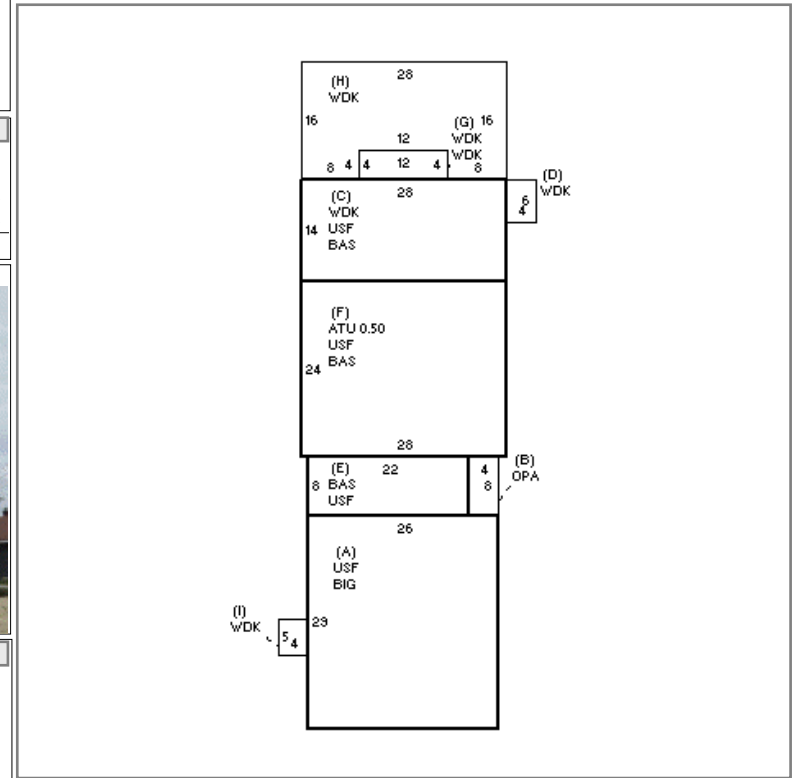 28
(H)
WDK
16
16
(G)
WDK
WDK
12
8 4 4 12 4 8
(D)
WDK
6
4
28
(C)
WDK
USF
BAS
14
(F)
ATU 0.50
USF
BAS
24
28
(E)
BAS
USF
22
8
4
8
(B)
OPA
26
(A)
USF
BIG
29
(I)
WDK
5
4